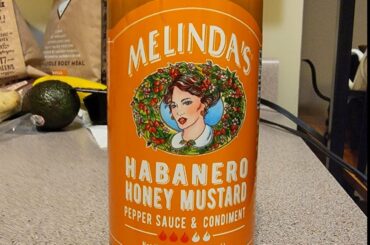 MELINDA'S
HABANERO
HONEY MUSTARD
PEPPER SAUCE & CONDIMENT